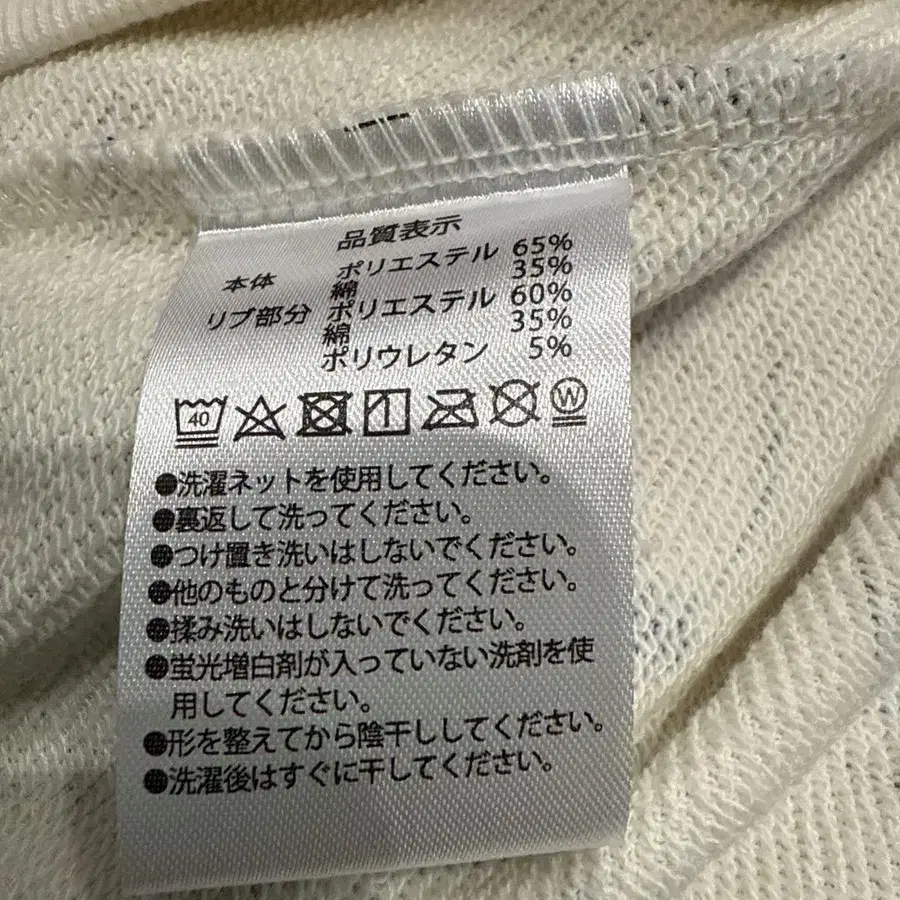 品質表示
本体 ポリエステル 65%
綿 35%
リブ部分 ポリエステル 60%
綿 35%
ポリウレタン 5%
40 W
●洗濯ネットを使用してください。
●裏返して洗ってください。
●つけ置き洗いはしないでください。
●他のものと分けて洗ってください。
●揉み洗いはしないでください。
●蛍光増白剤が入っていない洗剤を使
用してください。
●形を整えてから陰干ししてください。
●洗濯後はすぐに干してください。